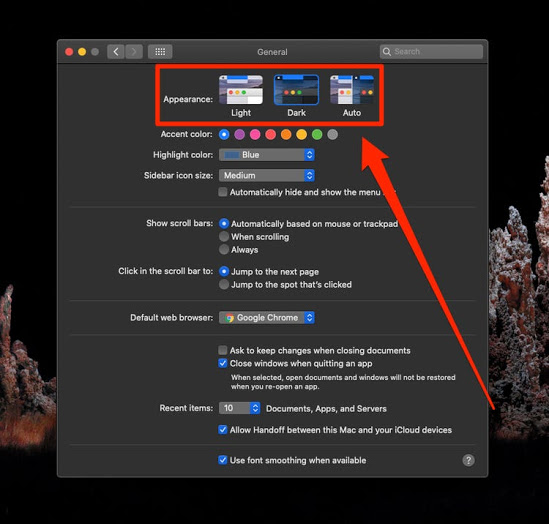 General
Search
Appearance:
Light Dark Auto
Accent color:
Highlight color: Blue
Sidebar icon size: Medium
Automatically hide and show the menu
Show scroll bars: Automatically based on mouse or trackpad
When scrolling
Always
Click in the scroll bar to: Jump to the next page
Jump to the spot that's clicked
Default web browser: Google Chrome
Ask to keep changes when closing documents
Close windows when quitting an app
When selected, open documents and windows will not be restored
when you re-open an app.
Recent items: 10 Documents, Apps, and Servers
Allow Handoff between this Mac and your iCloud devices
Use font smoothing when available
?